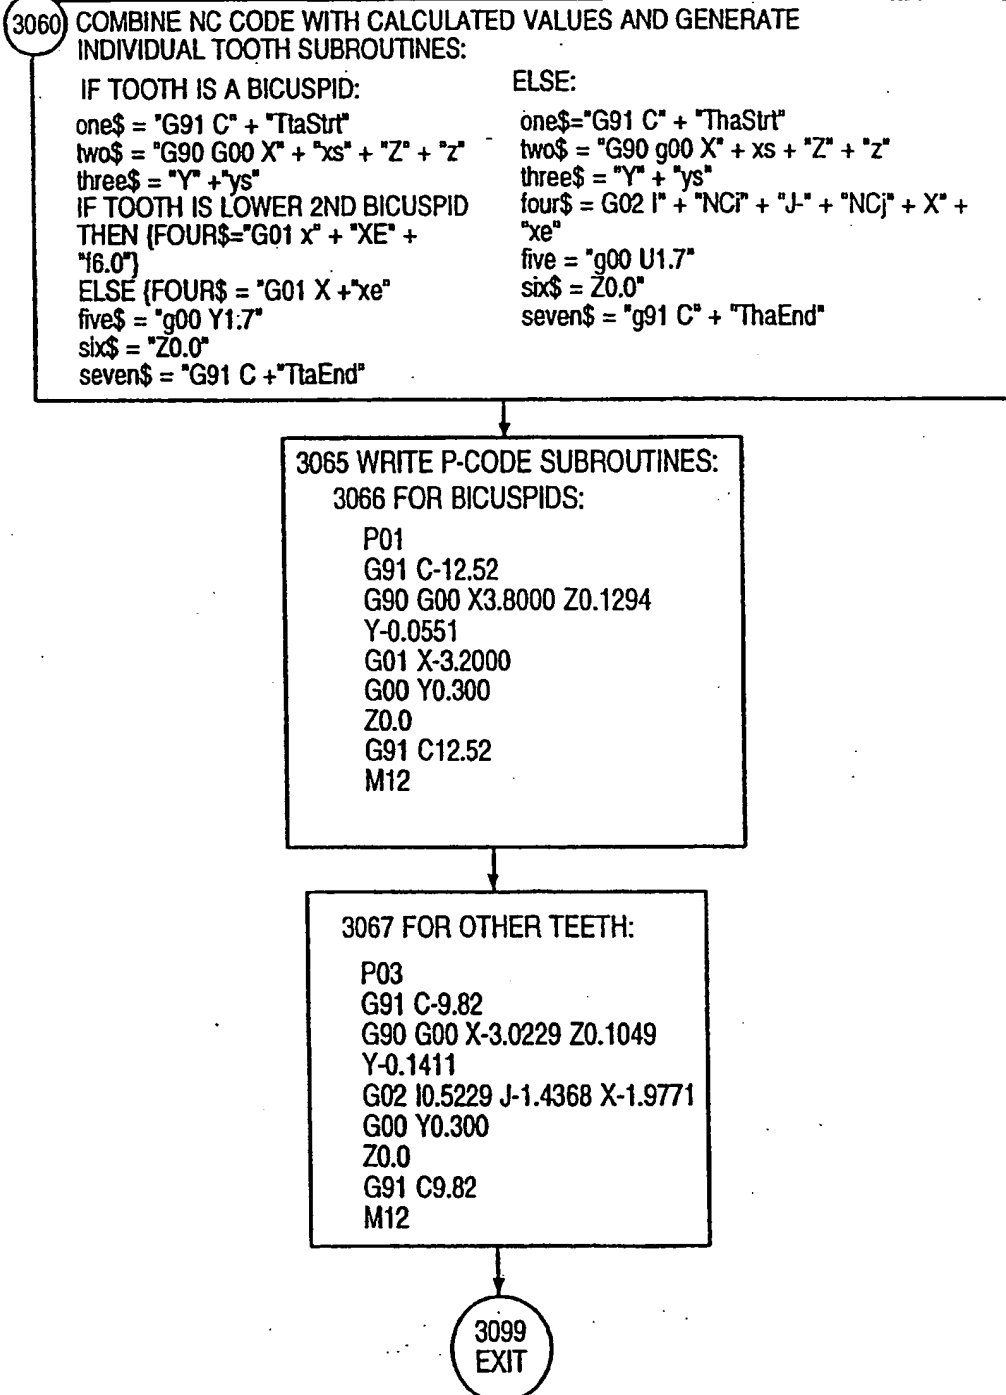 3060 COMBINE NC CODE WITH CALCULATED VALUES AND GENERATE
INDIVIDUAL TOOTH SUBROUTINES:
IF TOOTH IS A BICUSPID:
one$ = "G91 C" + "TtaStrt"
two$ = "G90 G00 X" + "xs" + "Z" + "z"
three$ = "Y" +"ys"
IF TOOTH IS LOWER 2ND BICUSPID
THEN {FOUR$="G01 x" + "XE" +
"f6.0"}
ELSE {FOUR$ = "G01 X +"xe"
five$ = "g00 Y1:7"
six$ = "Z0.0"
seven$ = "G91 C +"TtaEnd"
ELSE:
one$="G91 C" + "ThaStrt"
two$ = "G90 g00 X" + xs + "Z" + "z"
three$ = "Y" + "ys"
four$ = G02 I" + "NCi" + "J-" + "NCj" + X" +
"xe"
five = "g00 U1.7"
six$ = Z0.0"
seven$ = "g91 C" + "ThaEnd"
3065 WRITE P-CODE SUBROUTINES:
3066 FOR BICUSPIDS:
P01
G91 C-12.52
G90 G00 X3.8000 Z0.1294
Y-0.0551
G01 X-3.2000
G00 Y0.300
Z0.0
G91 C12.52
M12
3067 FOR OTHER TEETH:
P03
G91 C-9.82
G90 G00 X-3.0229 Z0.1049
Y-0.1411
G02 I0.5229 J-1.4368 X-1.9771
G00 Y0.300
Z0.0
G91 C9.82
M12
3099
EXIT